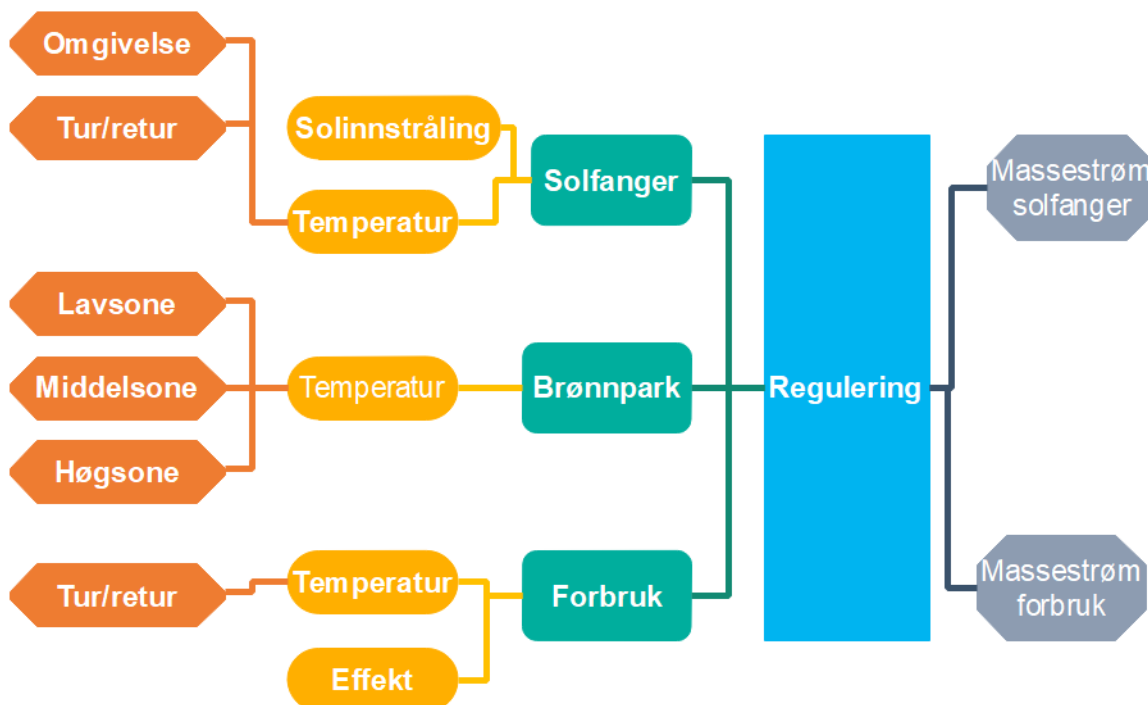 Omgivelse
Tur/retur
Solinnstråling
Temperatur
Solfanger
Massestrøm
solfanger
Lavsone
Middelsone
Høgsone
Temperatur
Brønnpark
Regulering
Tur/retur
Temperatur
Effekt
Forbruk
Massestrøm
forbruk